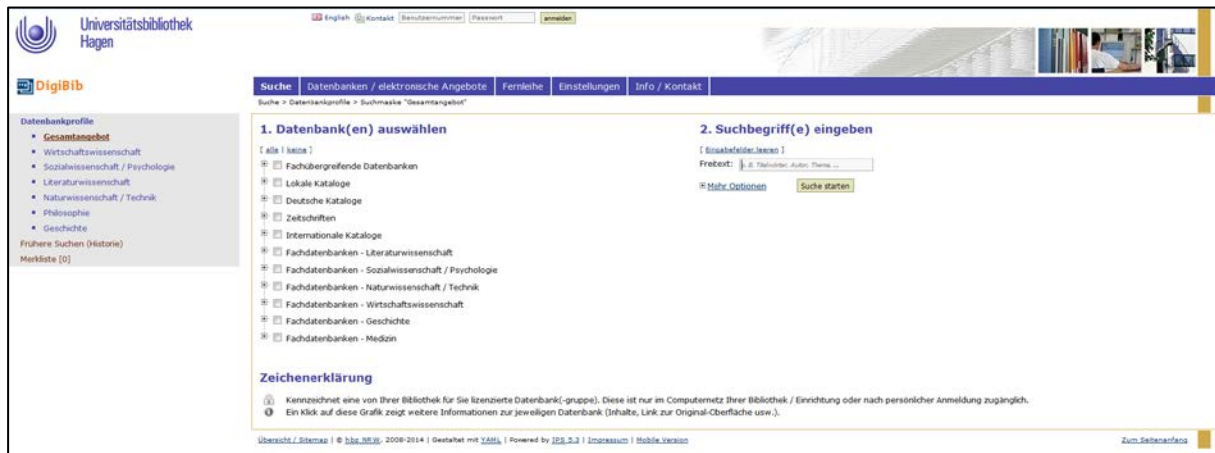 Universitätsbibliothek
Hagen
English Kontakt Benutzernummer Passwort anmelden
DigiBib
Suche Datenbanken / elektronische Angebote Fernleihe Einstellungen Info / Kontakt
Suche > Datenbankprofile > Suchmaske "Gesamtangebot"
Datenbankprofile
Gesamtangebot
Wirtschaftswissenschaft
Sozialwissenschaft / Psychologie
Literaturwissenschaft
Naturwissenschaft / Technik
Philosophie
Geschichte
Frühere Suchen (Historie)
Merkliste [0]
1. Datenbank(en) auswählen
[ alle | keine ]
Fachübergreifende Datenbanken
Lokale Kataloge
Deutsche Kataloge
Zeitschriften
Internationale Kataloge
Fachdatenbanken - Literaturwissenschaft
Fachdatenbanken - Sozialwissenschaft / Psychologie
Fachdatenbanken - Naturwissenschaft / Technik
Fachdatenbanken - Wirtschaftswissenschaft
Fachdatenbanken - Geschichte
Fachdatenbanken - Medizin
2. Suchbegriff(e) eingeben
[ Eingabefelder leeren ]
Freitext: z. B. Titelwörter, Autor, Thema, ...
Mehr Optionen Suche starten
Zeichenerklärung
Kennzeichnet eine von Ihrer Bibliothek für Sie lizenzierte Datenbank(-gruppe). Diese ist nur im Computernetz Ihrer Bibliothek / Einrichtung oder nach persönlicher Anmeldung zugänglich.
Ein Klick auf diese Grafik zeigt weitere Informationen zur jeweiligen Datenbank (Inhalte, Link zur Original-Oberfläche usw.).
Übersicht / Sitemap | © hbz NRW, 2008-2014 | Gestaltet mit YAML | Powered by IPS 5.3 | Impressum | Mobile Version Zum Seitenanfang